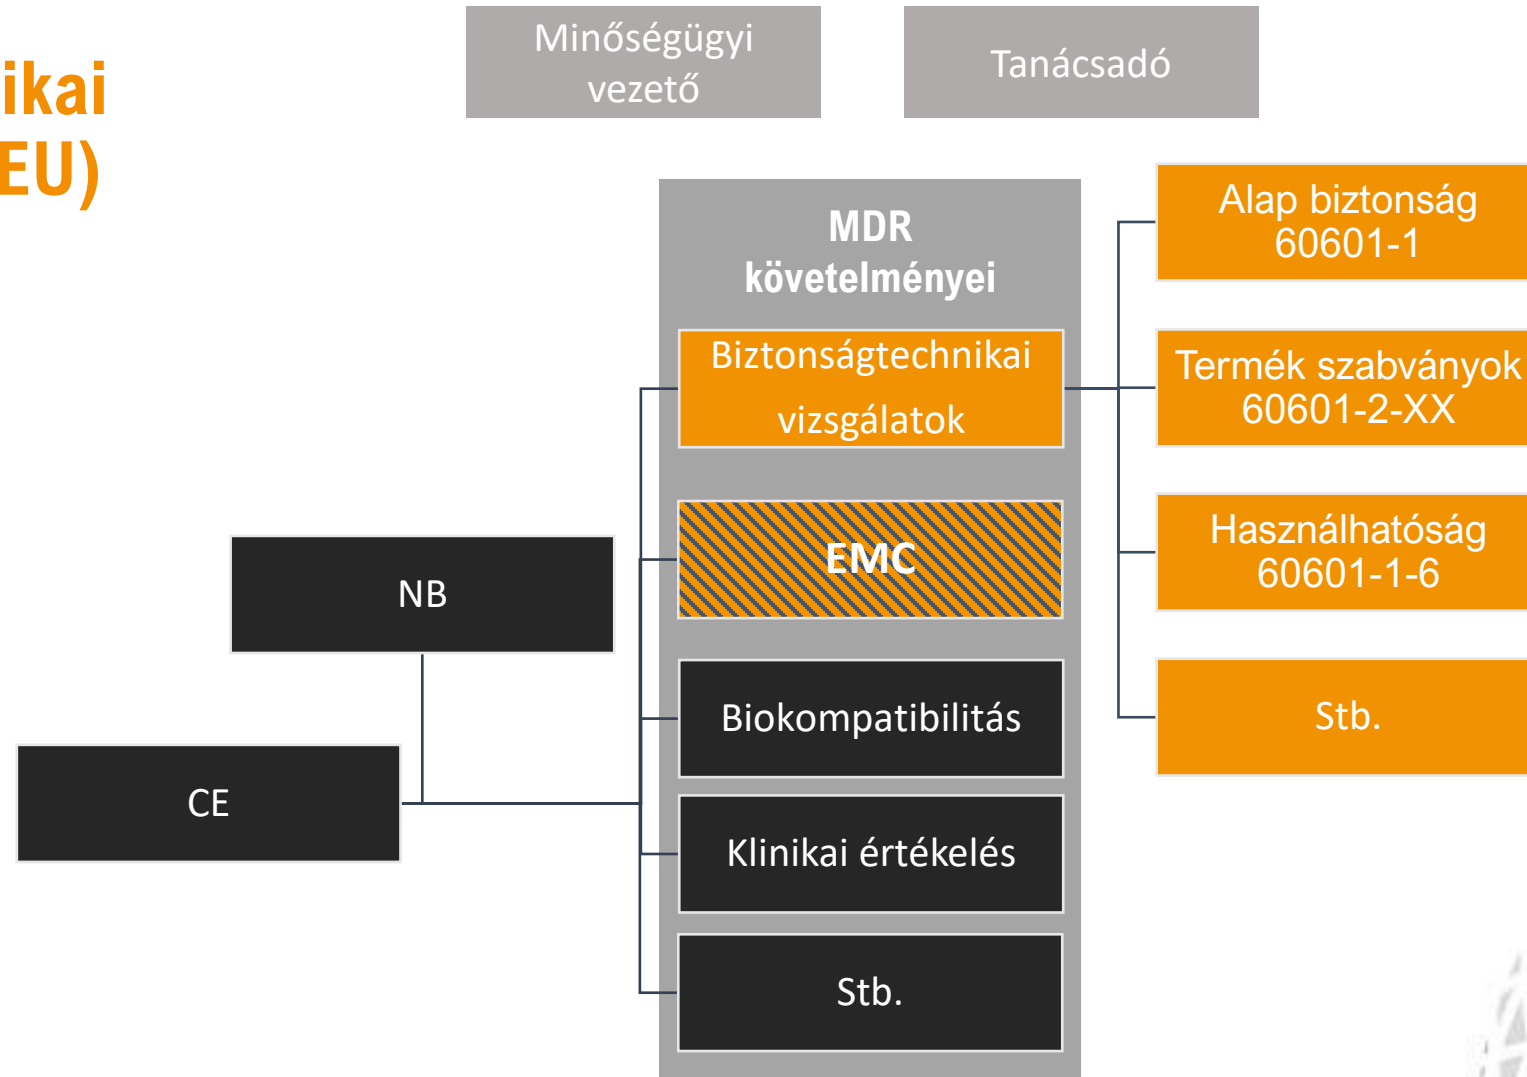 ikai
EU)
Minőségügyi
vezető
Tanácsadó
MDR
követelményei
Biztonságtechnikai
vizsgálatok
EMC
Biokompatibilitás
Klinikai értékelés
Stb.
NB
CE
Alap biztonság
60601-1
Termék szabványok
60601-2-XX
Használhatóság
60601-1-6
Stb.